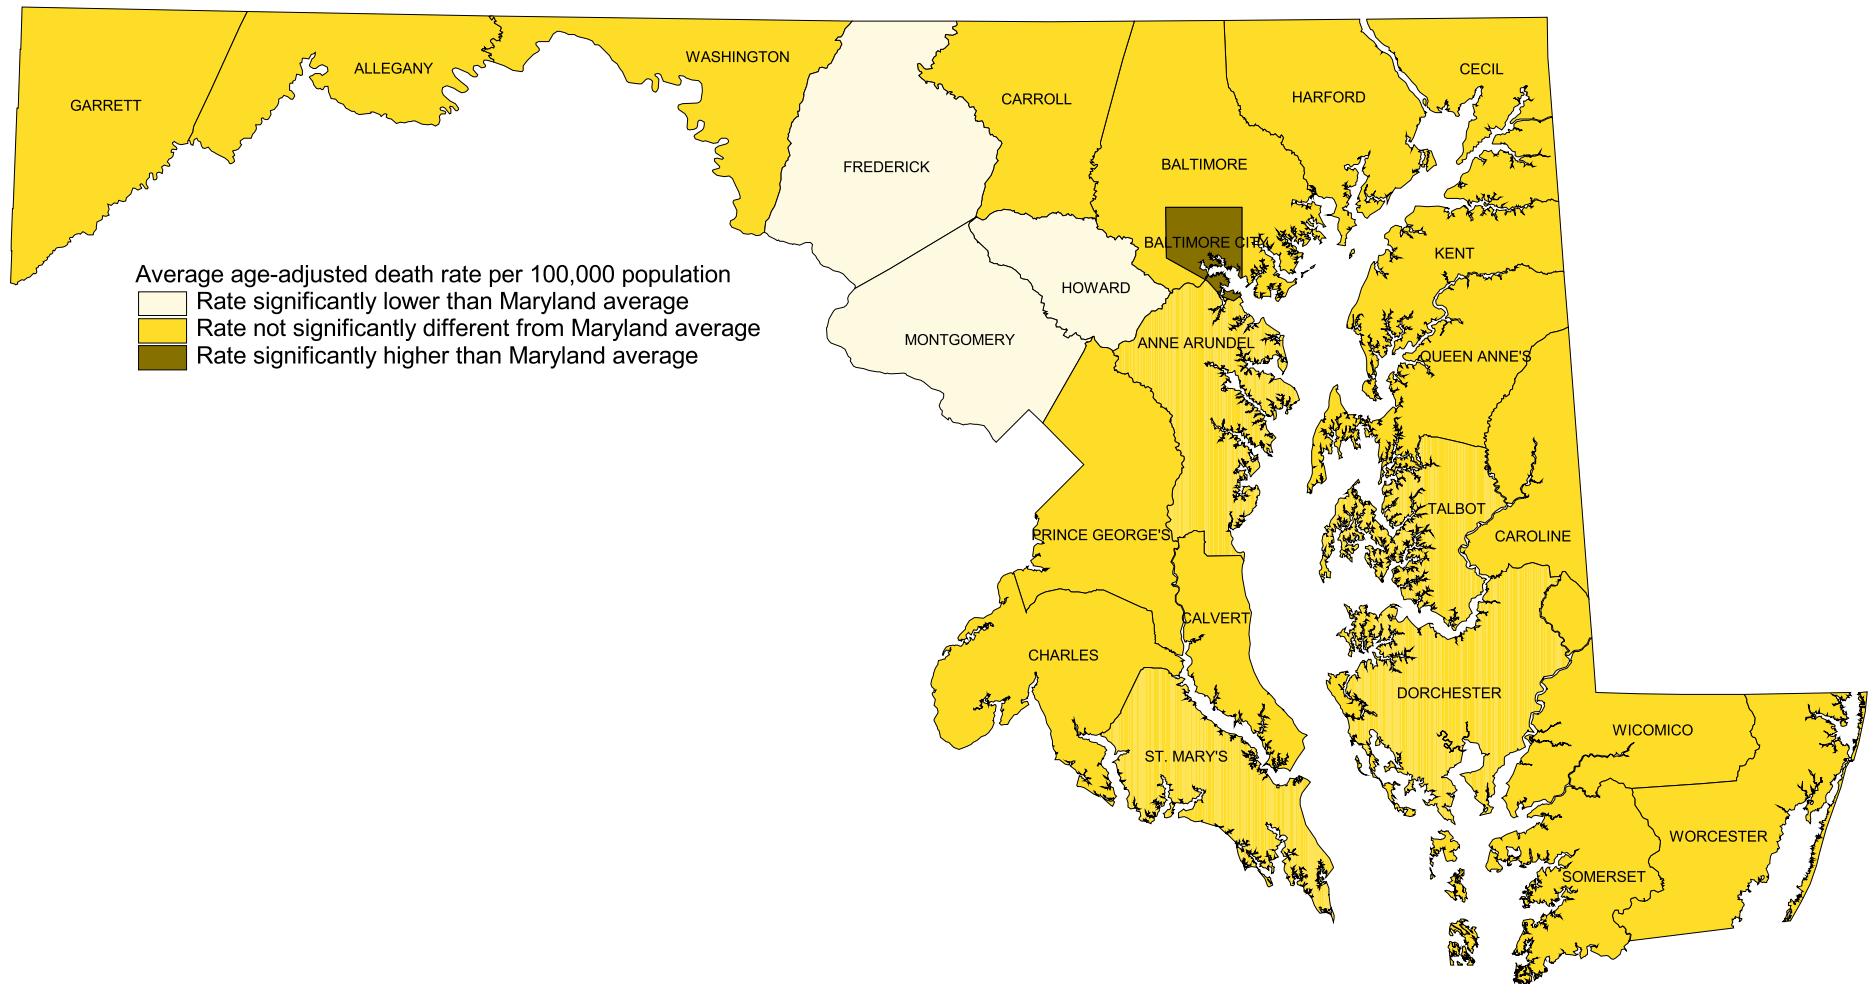 WASHINGTON
ALLEGANY
CECIL
GARRETT
CARROLL
HARFORD
FREDERICK
BALTIMORE
BALTIMORE CITY
KENT
Average age-adjusted death rate per 100,000 population
Rate significantly lower than Maryland average
Rate not significantly different from Maryland average
Rate significantly higher than Maryland average
HOWARD
MONTGOMERY
ANNE ARUNDEL
QUEEN ANNE'S
TALBOT
PRINCE GEORGE'S
CAROLINE
CALVERT
CHARLES
DORCHESTER
WICOMICO
ST. MARY'S
WORCESTER
SOMERSET